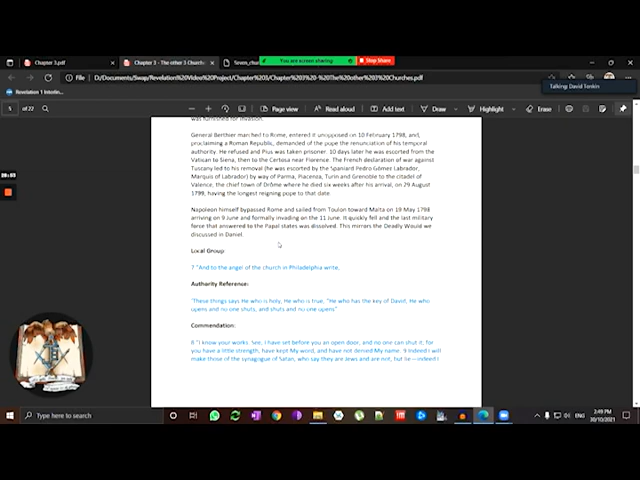 Chapter 3.pdf
Chapter 3 - The other 3 Churche
Seven_chur
You are screen sharing
Stop Share
File
D:/Documents/Swap/Revelation%20Video%20Project/Chapter%203/Chapter%203%20-%20The%20other%203%20Churches.pdf
Talking: David Tonkin
Revelation 1 Interlin...
5
of 22
Page view
Read aloud
Add text
Draw
Highlight
Erase
was furnished for invasion.
General Berthier marched to Rome, entered it unopposed on 10 February 1798, and,
proclaiming a Roman Republic, demanded of the pope the renunciation of his temporal
authority. He refused and Pius was taken prisoner. 10 days later he was escorted from the
Vatican to Siena, then to the Certosa near Florence. The French declaration of war against
Tuscany led to his removal (he was escorted by the Spaniard Pedro Gómez Labrador,
Marquis of Labrador) by way of Parma, Piacenza, Turin and Grenoble to the citadel of
Valence, the chief town of Drôme where he died six weeks after his arrival, on 29 August
1799, having the longest reigning pope to that date.
Napoleon himself bypassed Rome and sailed from Toulon toward Malta on 19 May 1798
arriving on 9 June and formally invading on the 11 June. It quickly fell and the last military
force that answered to the Papal states was dissolved. This mirrors the Deadly Would we
discussed in Daniel.
Local Group:
7 "And to the angel of the church in Philadelphia write,
Authority Reference:
'These things says He who is holy, He who is true, "He who has the key of David, He who
opens and no one shuts, and shuts and no one opens"
Commendation:
8 "I know your works. See, I have set before you an open door, and no one can shut it, for
you have a little strength, have kept My word, and have not denied My name. 9 Indeed I will
make those of the synagogue of Satan, who say they are Jews and are not, but lie—indeed I
Type here to search
ENG
2:49 PM
30/10/2021